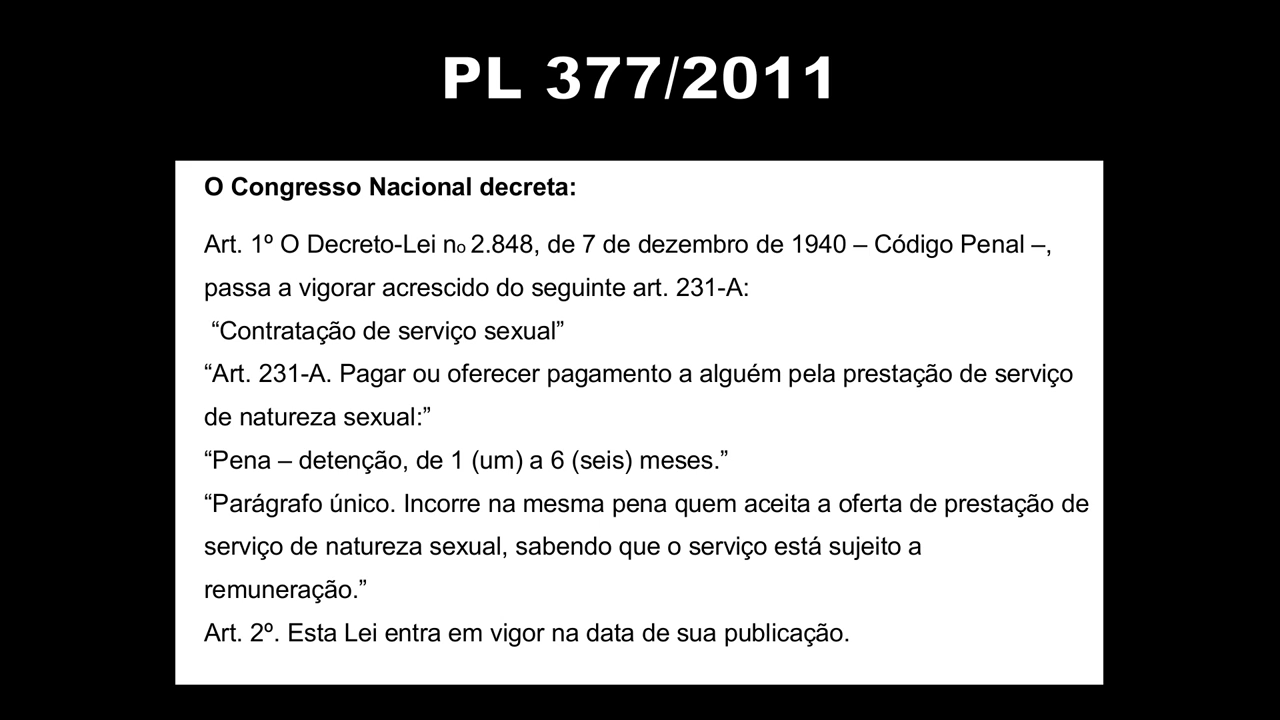 PL 377/2011
O Congresso Nacional decreta:
Art. 1º O Decreto-Lei nº 2.848, de 7 de dezembro de 1940 – Código Penal –,
passa a vigorar acrescido do seguinte art. 231-A:
“Contratação de serviço sexual”
“Art. 231-A. Pagar ou oferecer pagamento a alguém pela prestação de serviço
de natureza sexual:”
“Pena – detenção, de 1 (um) a 6 (seis) meses.”
“Parágrafo único. Incorre na mesma pena quem aceita a oferta de prestação de
serviço de natureza sexual, sabendo que o serviço está sujeito a
remuneração.”
Art. 2º. Esta Lei entra em vigor na data de sua publicação.